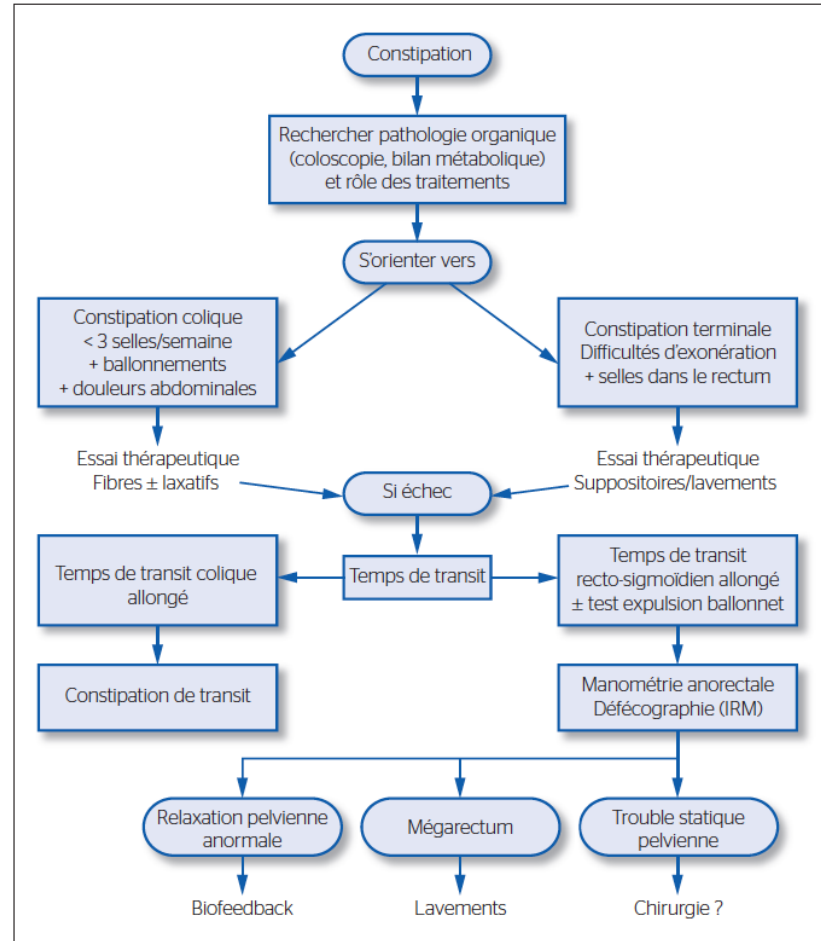 Constipation
Rechercher pathologie organique
(coloscopie, bilan métabolique)
et rôle des traitements
S'orienter vers
Constipation colique
< 3 selles/semaine
+ ballonnements
+ douleurs abdominales
Constipation terminale
Difficultés d'exonération
+ selles dans le rectum
Essai thérapeutique
Fibres ± laxatifs
Essai thérapeutique
Suppositoires/lavements
Si échec
Temps de transit colique
allongé
Temps de transit
Temps de transit
recto-sigmoïdien allongé
± test expulsion ballonnet
Constipation de transit
Manométrie anorectale
Défécographie (IRM)
Relaxation pelvienne
anormale
Mégarectum
Trouble statique
pelvienne
Biofeedback
Lavements
Chirurgie ?